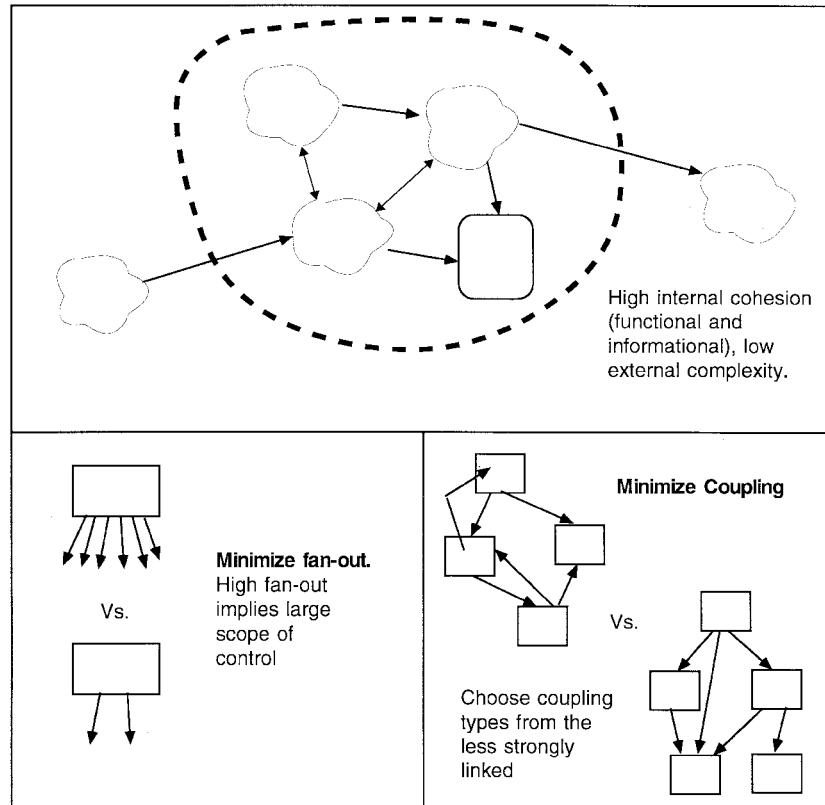 High internal cohesion
(functional and
informational), low
external complexity.
Minimize fan-out.
High fan-out
implies large
scope of
control
Vs.
Minimize Coupling
Vs.
Choose coupling
types from the
less strongly
linked